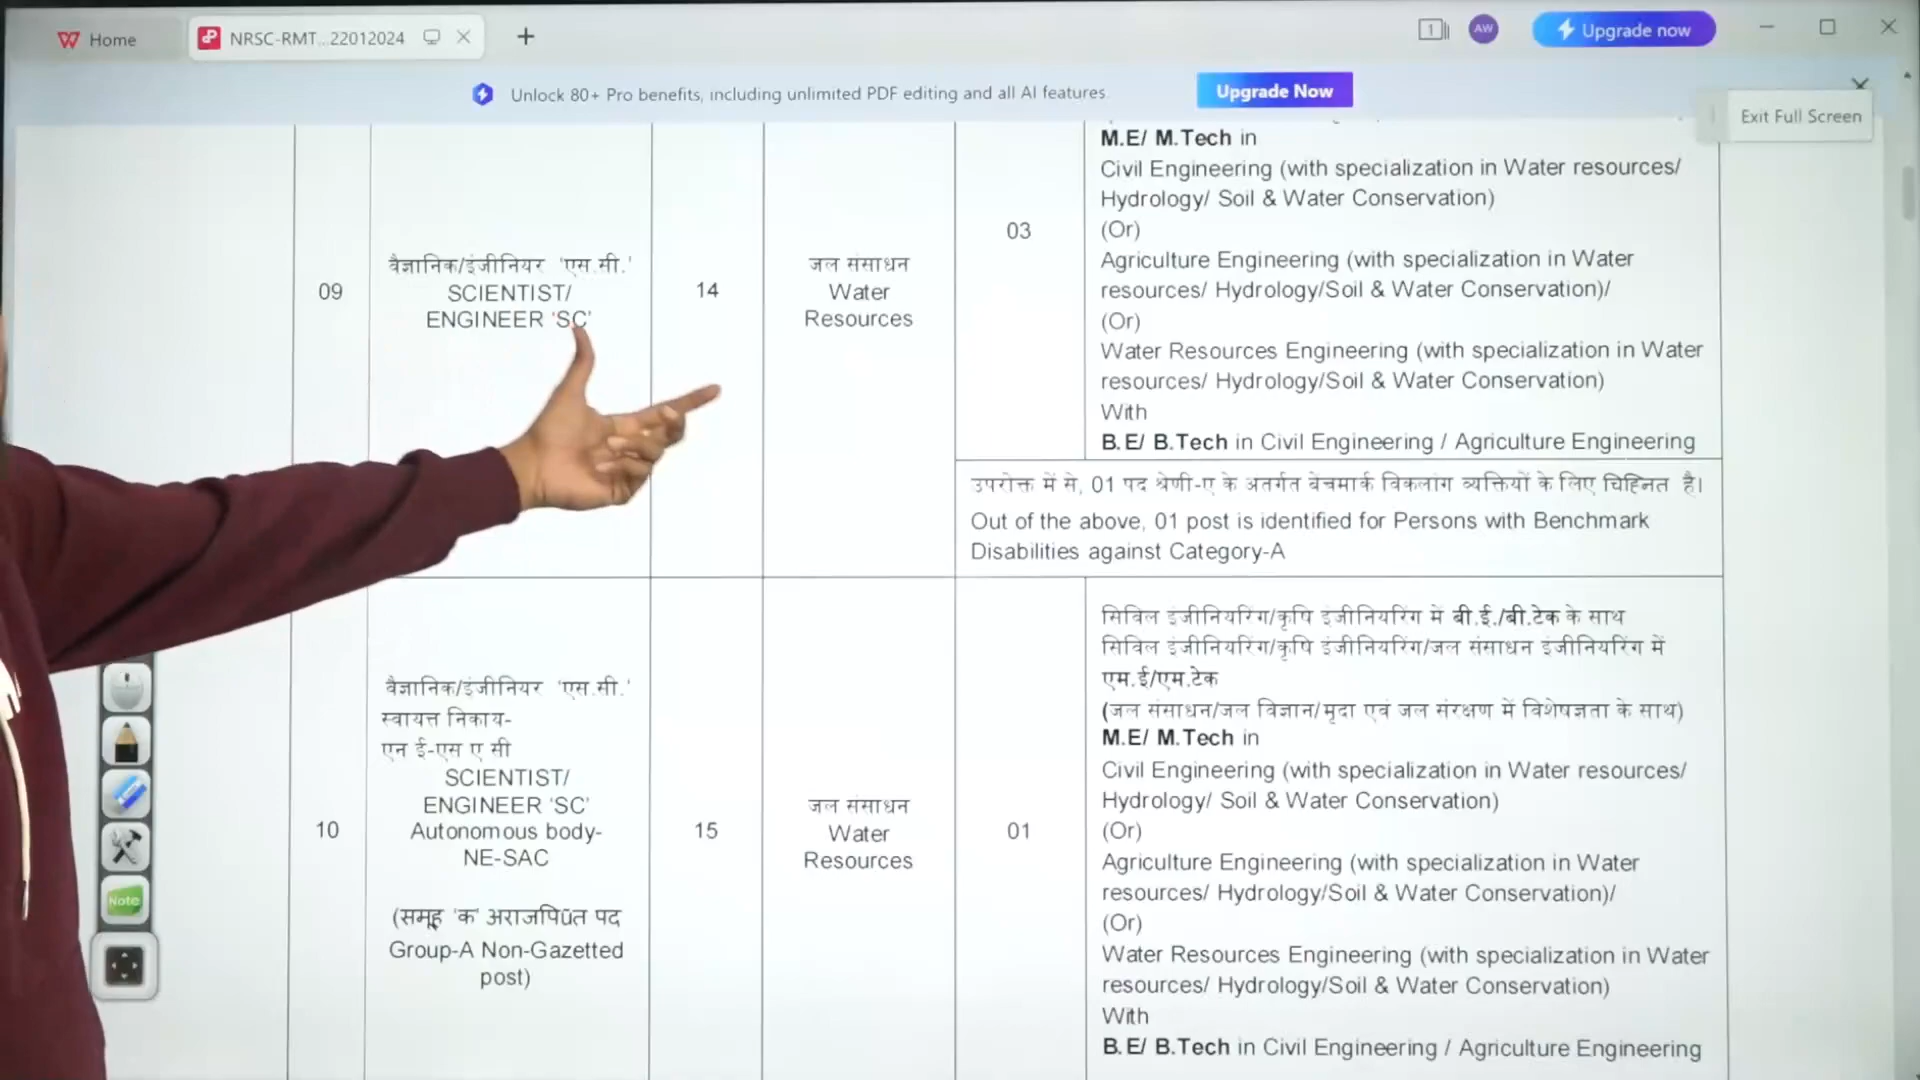 Home
NRSC-RMT...22012024
Upgrade now
AW
1
Unlock 80+ Pro benefits, including unlimited PDF editing and all AI features
Upgrade Now
Exit Full Screen
09
वैज्ञानिक/इंजीनियर 'एस.सी.'
SCIENTIST/
ENGINEER 'SC'
14
जल संसाधन
Water
Resources
03
M.E/ M.Tech in
Civil Engineering (with specialization in Water resources/
Hydrology/ Soil & Water Conservation)
(Or)
Agriculture Engineering (with specialization in Water
resources/ Hydrology/Soil & Water Conservation)/
(Or)
Water Resources Engineering (with specialization in Water
resources/ Hydrology/Soil & Water Conservation)
With
B.E/ B.Tech in Civil Engineering / Agriculture Engineering
उपरोक्त में से, 01 पद श्रेणी-ए के अतर्गत बेंचमार्क विकलांग व्यक्तियों के लिए चिह्नित है।
Out of the above, 01 post is identified for Persons with Benchmark
Disabilities against Category-A
10
वैज्ञानिक/इंजीनियर 'एस.सी.'
स्वायत्त निकाय-
एन ई-एस ए सी
SCIENTIST/
ENGINEER 'SC'
Autonomous body-
NE-SAC
(समूह 'क' अराजपिūत पद
Group-A Non-Gazetted
post)
15
जल संसाधन
Water
Resources
01
सिविल इंजीनियरिंग/कृषि इंजीनियरिंग में बी.ई./बी.टेक के साथ
सिविल इंजीनियरिंग/कृषि इंजीनियरिंग/जल संसाधन इंजीनियरिंग में
एम.ई/एम.टेक
(जल संसाधन/जल विज्ञान/मृदा एवं जल संरक्षण में विशेषज्ञता के साथ)
M.E/ M.Tech in
Civil Engineering (with specialization in Water resources/
Hydrology/ Soil & Water Conservation)
(Or)
Agriculture Engineering (with specialization in Water
resources/ Hydrology/Soil & Water Conservation)/
(Or)
Water Resources Engineering (with specialization in Water
resources/ Hydrology/Soil & Water Conservation)
With
B.E/ B.Tech in Civil Engineering / Agriculture Engineering
Note